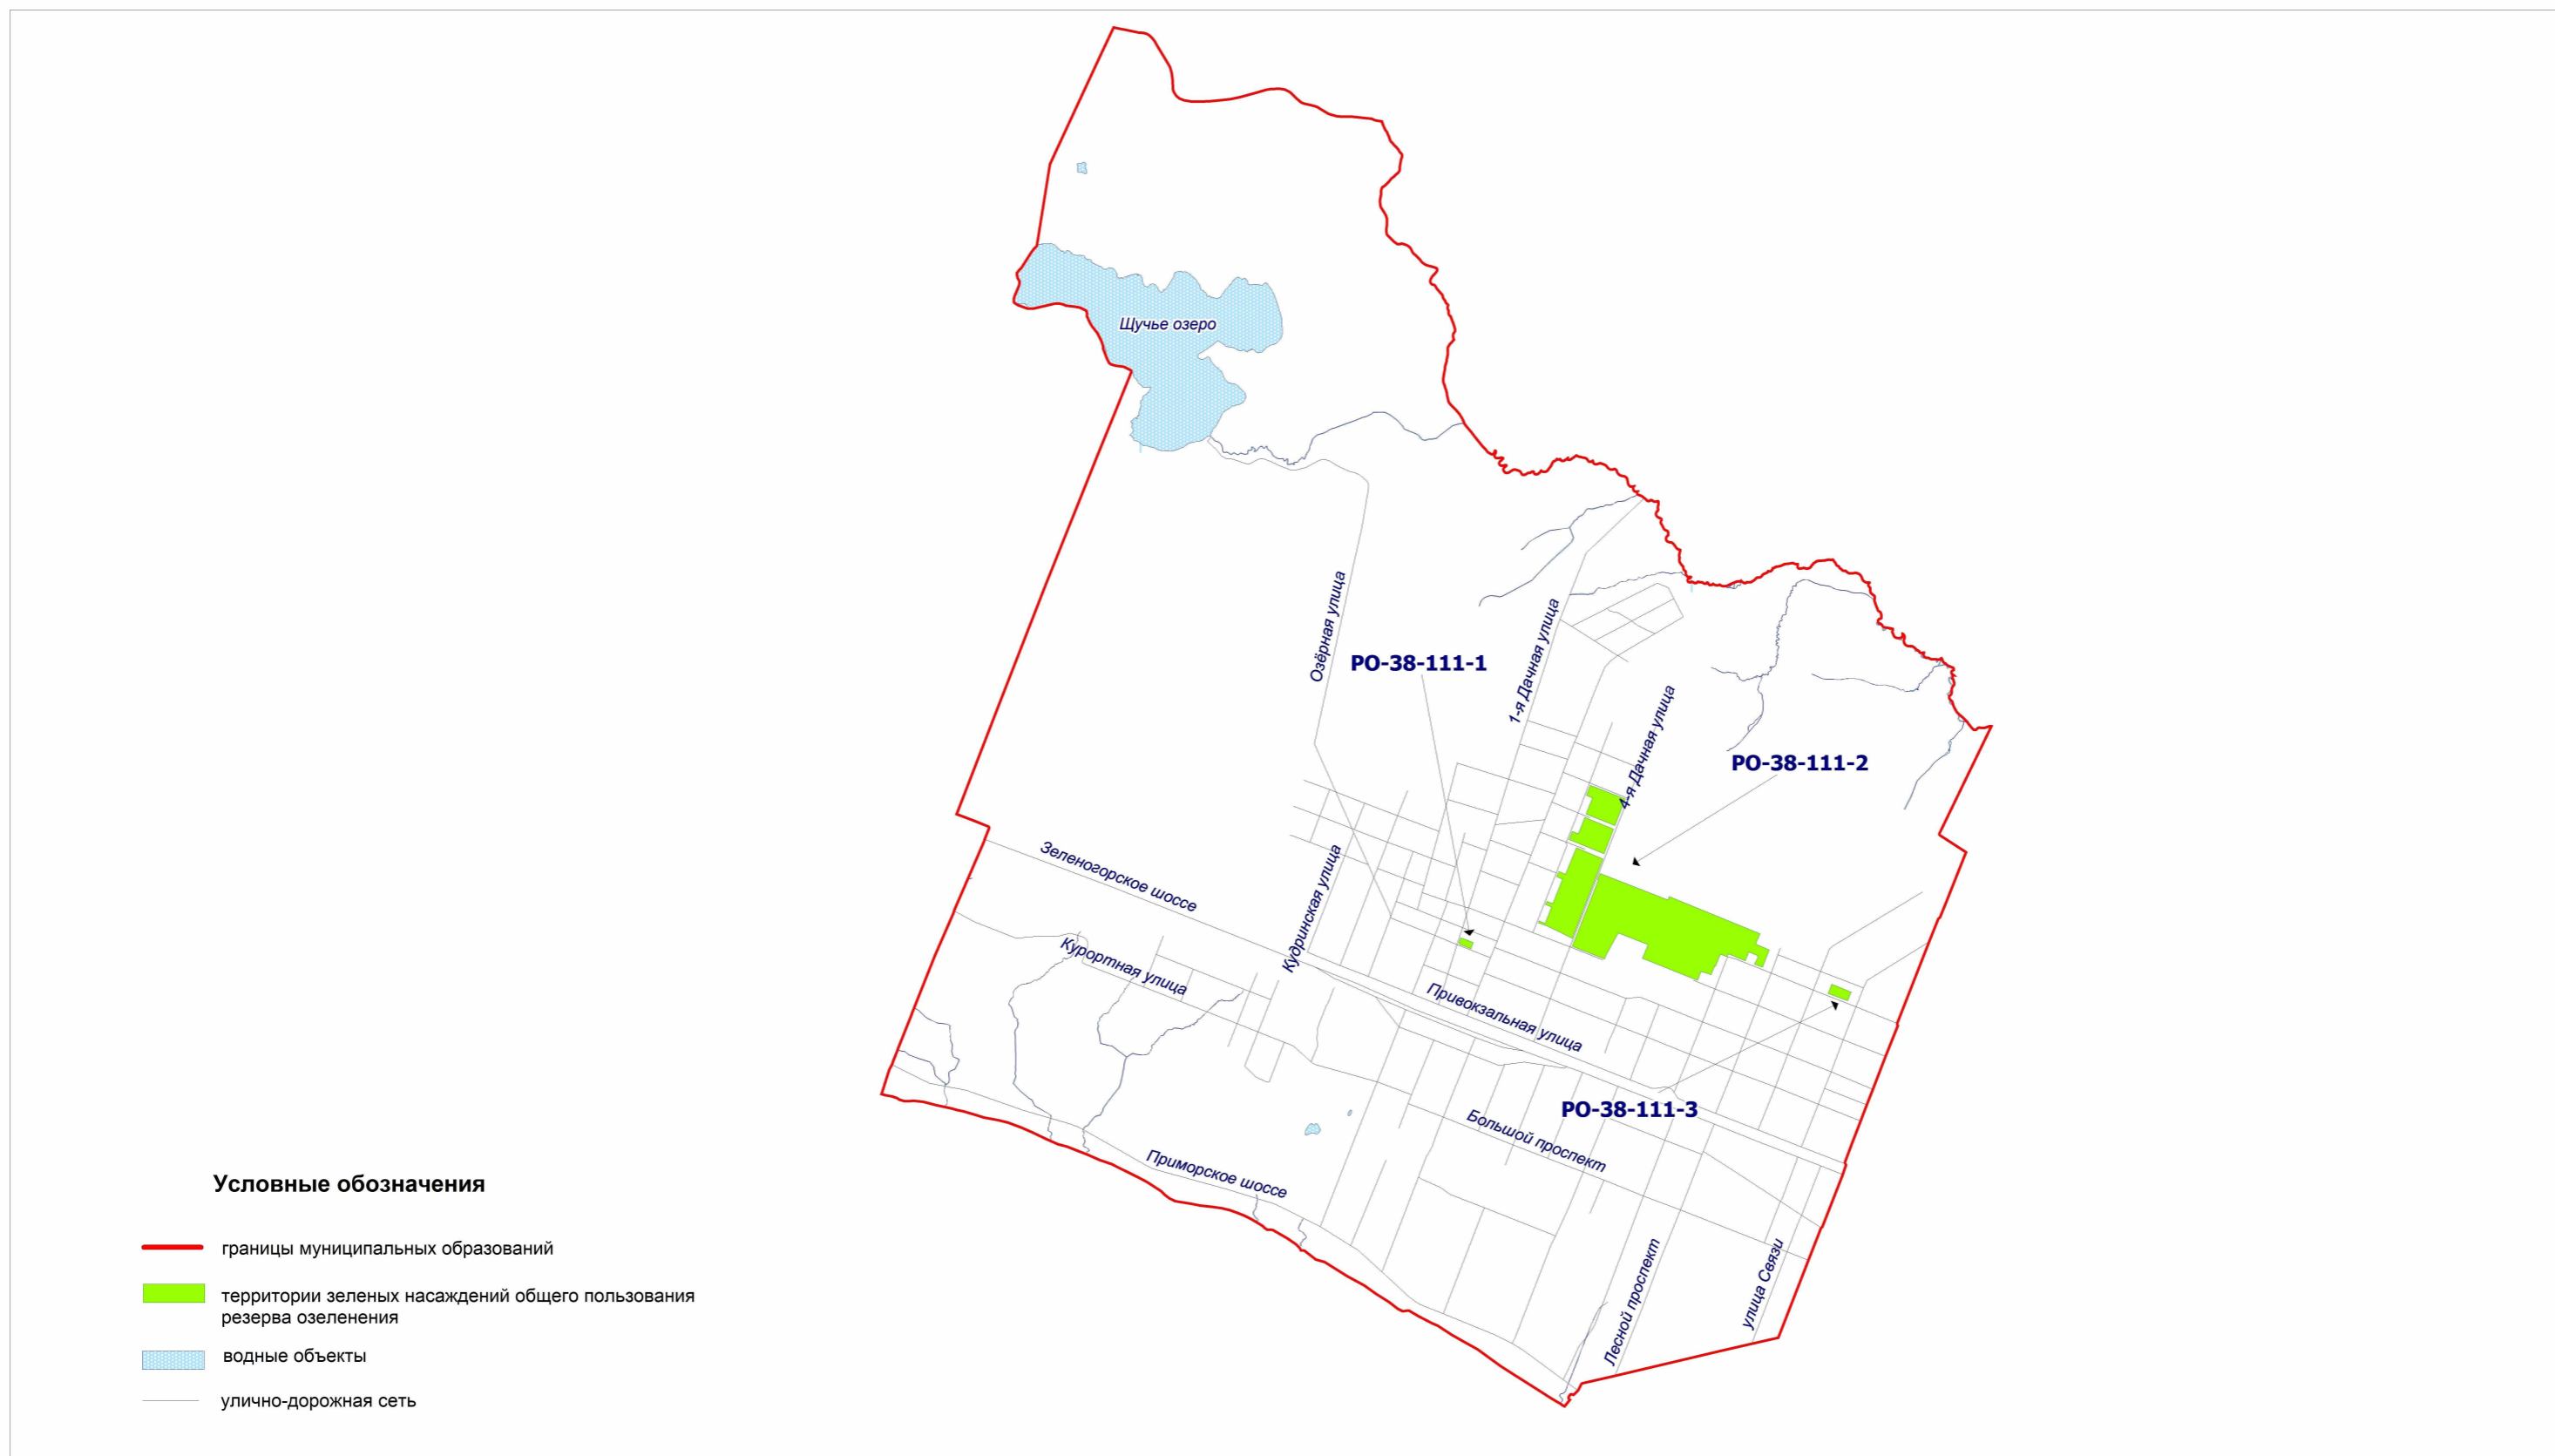 Щучье озеро
Озёрная улица
1-я Дачная улица
РО-38-111-1
4-я Дачная улица
РО-38-111-2
Зеленогорское шоссе
Кудринская улица
Курортная улица
Привокзальная улица
РО-38-111-3
Большой проспект
Приморское шоссе
Лесной проспект
улица Связи
Условные обозначения
границы муниципальных образований
территории зеленых насаждений общего пользования
резерва озеленения
водные объекты
улично-дорожная сеть